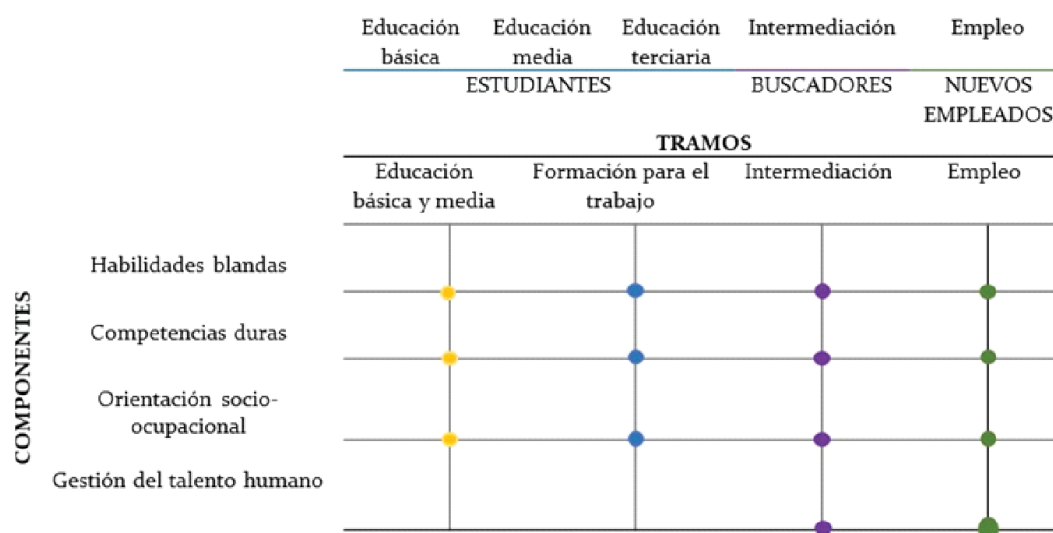 Educación Educación Educación Intermediación Empleo
básica media terciaria
ESTUDIANTES BUSCADORES NUEVOS
EMPLEADOS
TRAMOS
Educación Formación para el Intermediación Empleo
básica y media trabajo
COMPONENTES
Habilidades blandas
Competencias duras
Orientación socio-
ocupacional
Gestión del talento humano